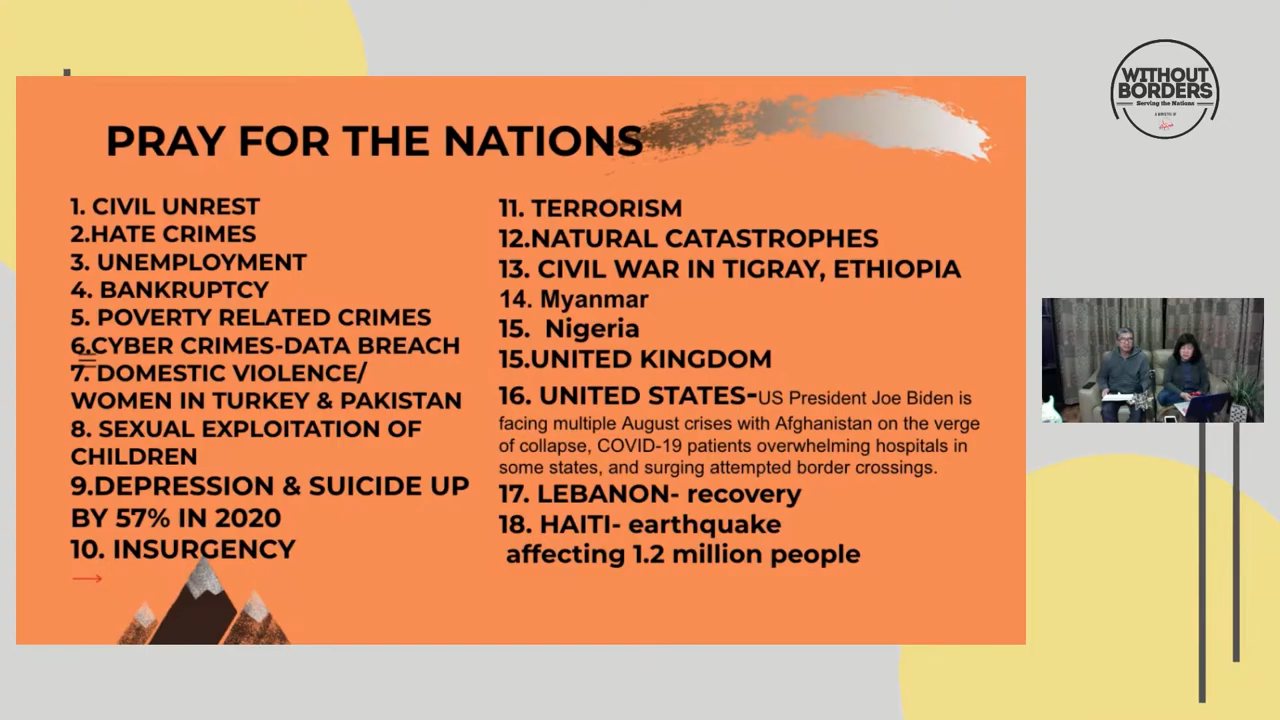 PRAY FOR THE NATIONS
1. CIVIL UNREST
2.HATE CRIMES
3. UNEMPLOYMENT
4. BANKRUPTCY
5. POVERTY RELATED CRIMES
6.CYBER CRIMES-DATA BREACH
7. DOMESTIC VIOLENCE/
WOMEN IN TURKEY & PAKISTAN
8. SEXUAL EXPLOITATION OF
CHILDREN
9.DEPRESSION & SUICIDE UP
BY 57% IN 2020
10. INSURGENCY
11. TERRORISM
12.NATURAL CATASTROPHES
13. CIVIL WAR IN TIGRAY, ETHIOPIA
14. Myanmar
15. Nigeria
15.UNITED KINGDOM
16. UNITED STATES-US President Joe Biden is
facing multiple August crises with Afghanistan on the verge
of collapse, COVID-19 patients overwhelming hospitals in
some states, and surging attempted border crossings.
17. LEBANON- recovery
18. HAITI- earthquake
affecting 1.2 million people
WITHOUT
BORDERS
Serving the Nations